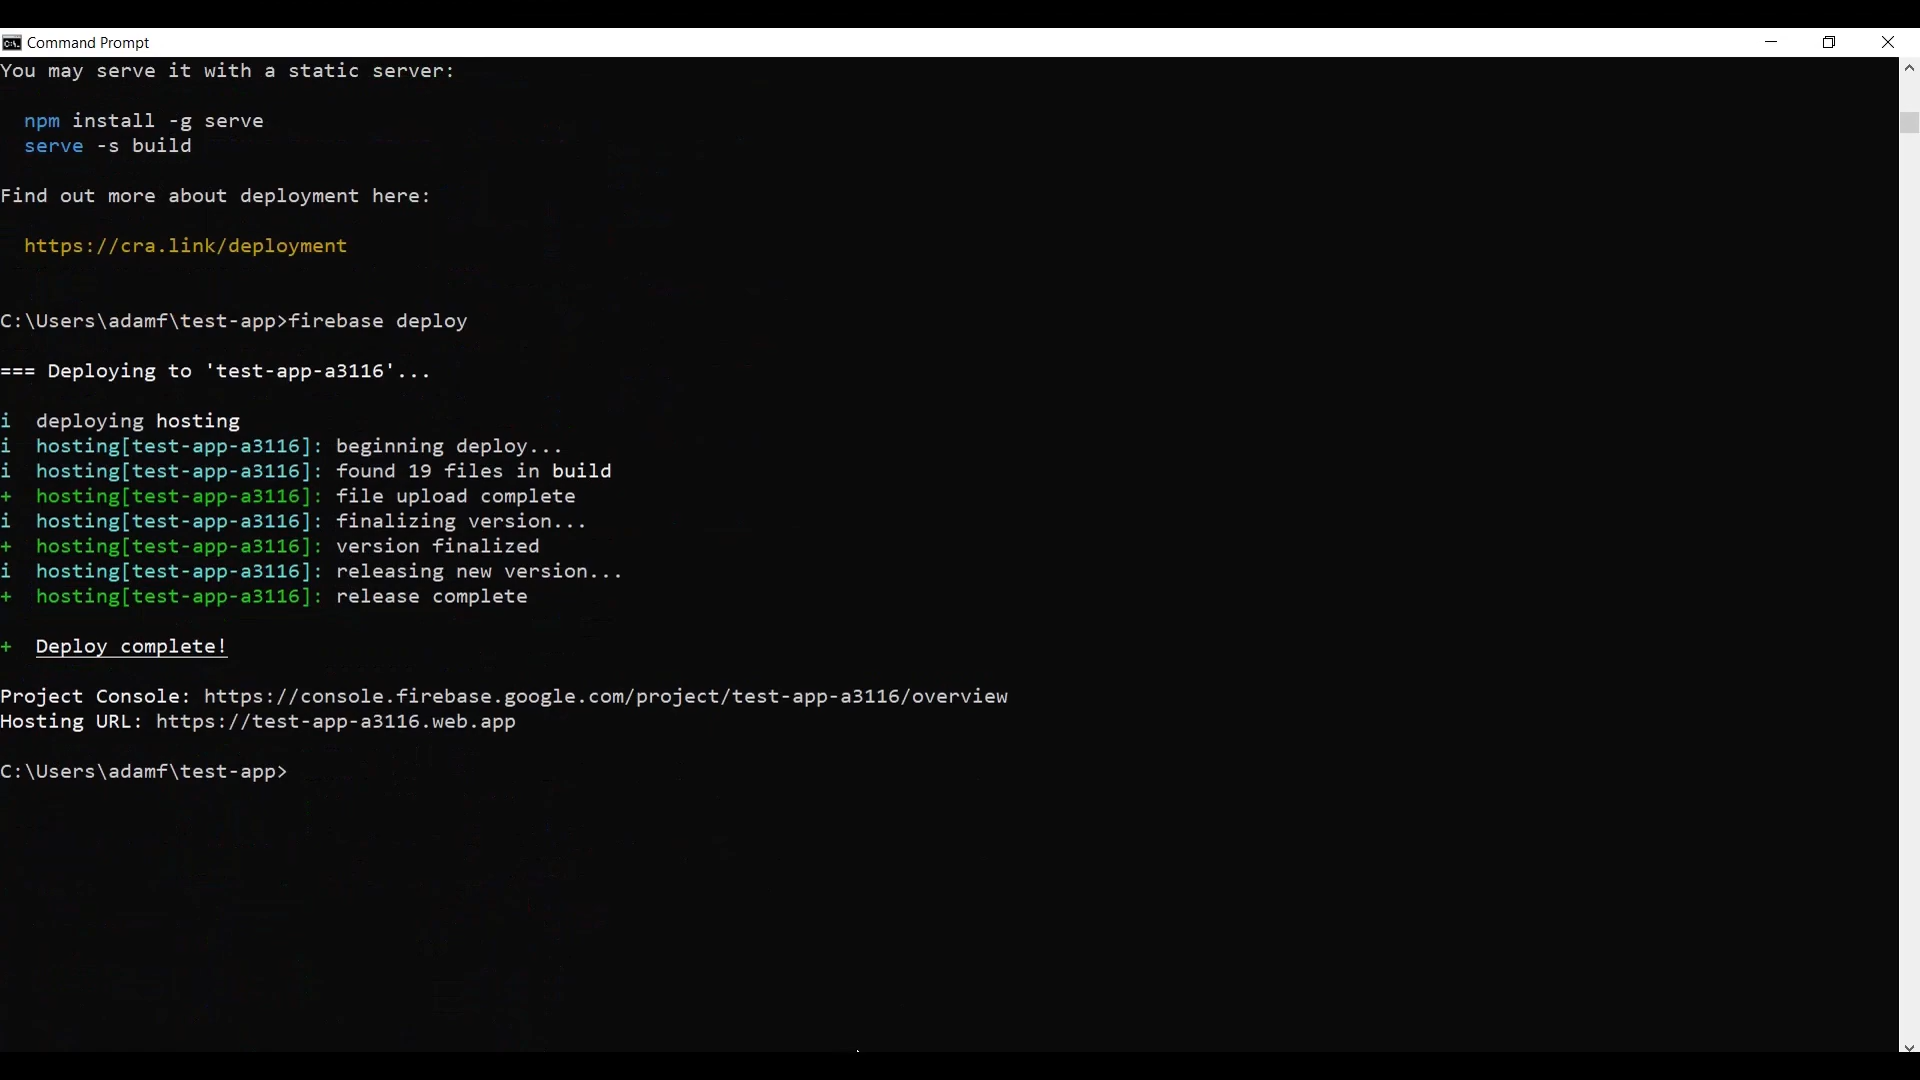 Command Prompt
You may serve it with a static server:
npm install -g serve
serve -s build
Find out more about deployment here:
https://cra.link/deployment
C:\Users\adamf\test-app>firebase deploy
=== Deploying to 'test-app-a3116'...
i  deploying hosting
i  hosting[test-app-a3116]: beginning deploy...
i  hosting[test-app-a3116]: found 19 files in build
+  hosting[test-app-a3116]: file upload complete
i  hosting[test-app-a3116]: finalizing version...
+  hosting[test-app-a3116]: version finalized
i  hosting[test-app-a3116]: releasing new version...
+  hosting[test-app-a3116]: release complete
+  Deploy complete!
Project Console: https://console.firebase.google.com/project/test-app-a3116/overview
Hosting URL: https://test-app-a3116.web.app
C:\Users\adamf\test-app>